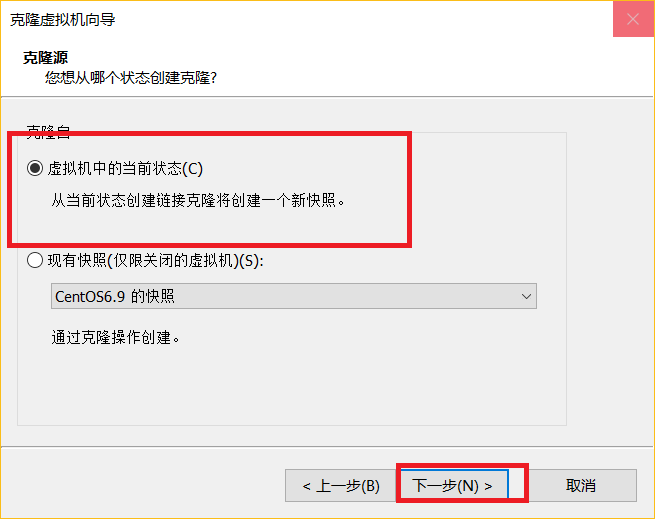 克隆虚拟机向导
克隆源
您想从哪个状态创建克隆?
克隆自
虚拟机中的当前状态(C)
从当前状态创建链接克隆将创建一个新快照。
现有快照(仅限关闭的虚拟机)(S):
CentOS6.9 的快照
通过克隆操作创建。
< 上一步(B) 下一步(N) > 取消